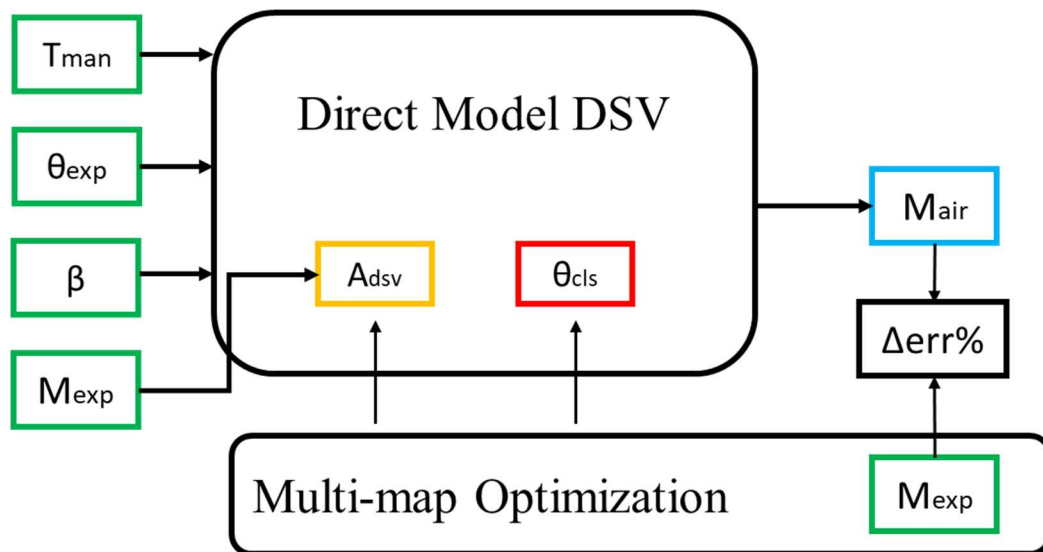 Tman
Direct Model DSV
θexp
Mair
β
Adsv
θcls
Δerr%
Mexp
Multi-map Optimization
Mexp